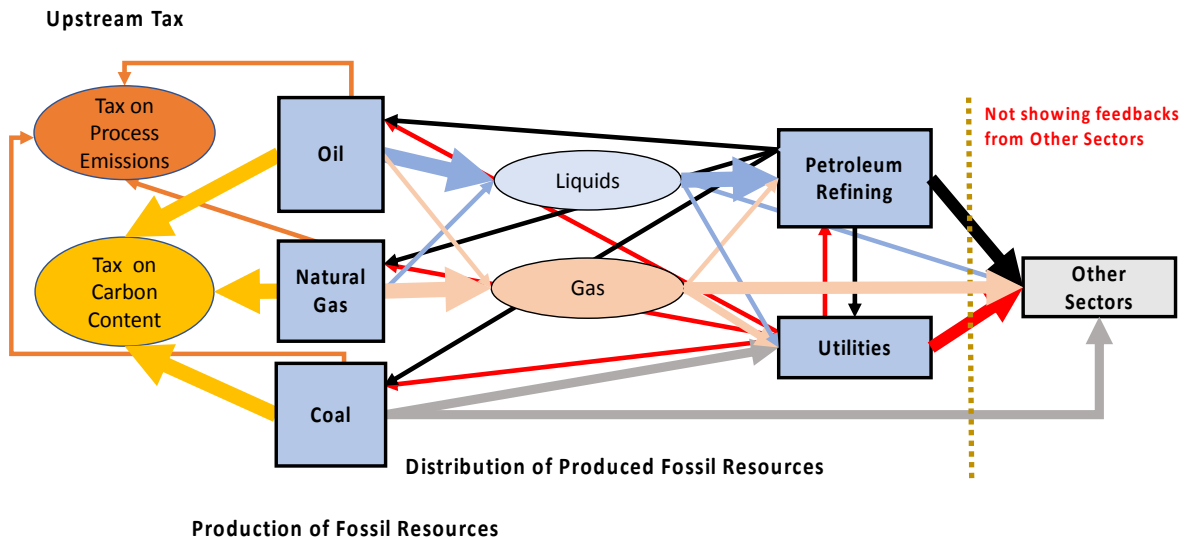 Upstream Tax
Tax on
Process
Emissions
Oil
Liquids
Petroleum
Refining
Not showing feedbacks
from Other Sectors
Tax on
Carbon
Content
Natural
Gas
Gas
Other
Sectors
Utilities
Coal
Distribution of Produced Fossil Resources
Production of Fossil Resources